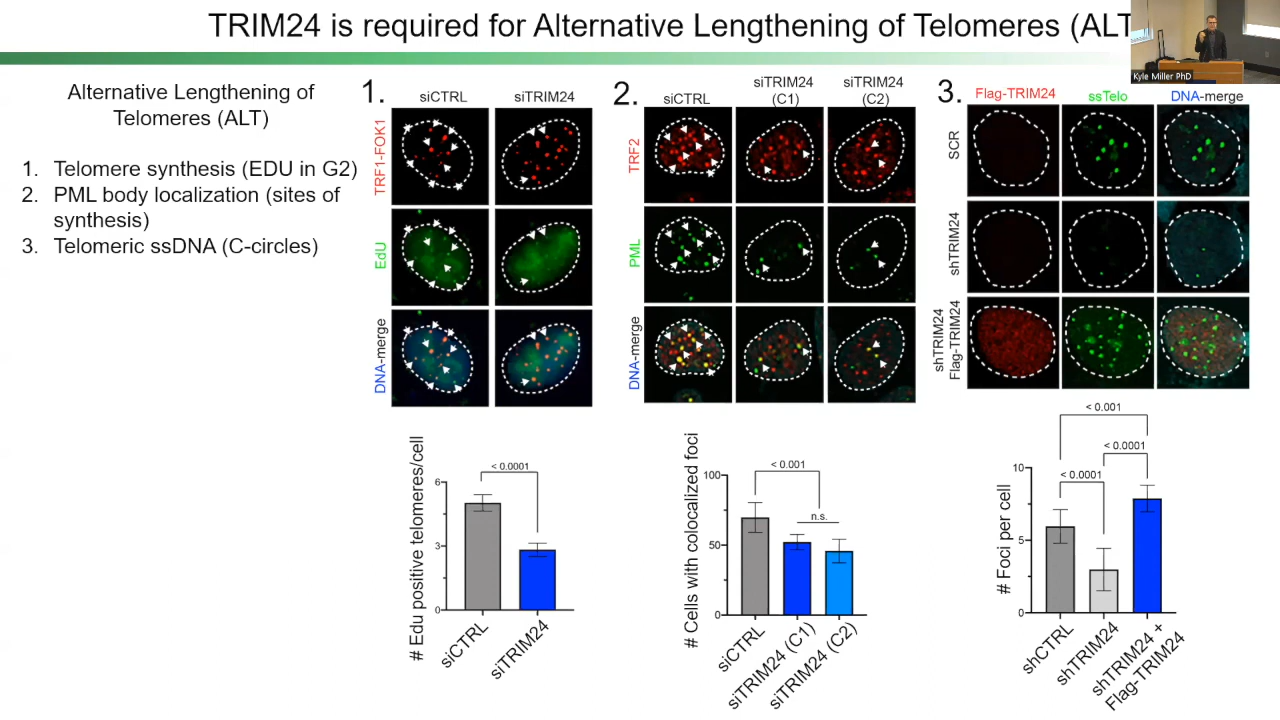 TRIM24 is required for Alternative Lengthening of Telomeres (ALT
Kyle Miller PhD
Alternative Lengthening of
Telomeres (ALT)
1. Telomere synthesis (EDU in G2)
2. PML body localization (sites of
synthesis)
3. Telomeric ssDNA (C-circles)
1.
siCTRL
siTRIM24
TRF1-FOK1
EdU
DNA-merge
# Edu positive telomeres/cell
< 0.0001
6
3
0
siCTRL
siTRIM24
2.
siCTRL
siTRIM24
(C1)
siTRIM24
(C2)
TRF2
PML
DNA-merge
# Cells with colocalized foci
< 0.001
n.s.
100
50
0
siCTRL
siTRIM24 (C1)
siTRIM24 (C2)
3.
Flag-TRIM24
ssTelo
DNA-merge
SCR
shTRIM24
shTRIM24
Flag-TRIM24
# Foci per cell
< 0.001
< 0.0001
< 0.0001
10
5
0
shCTRL
shTRIM24
shTRIM24 +
Flag-TRIM24